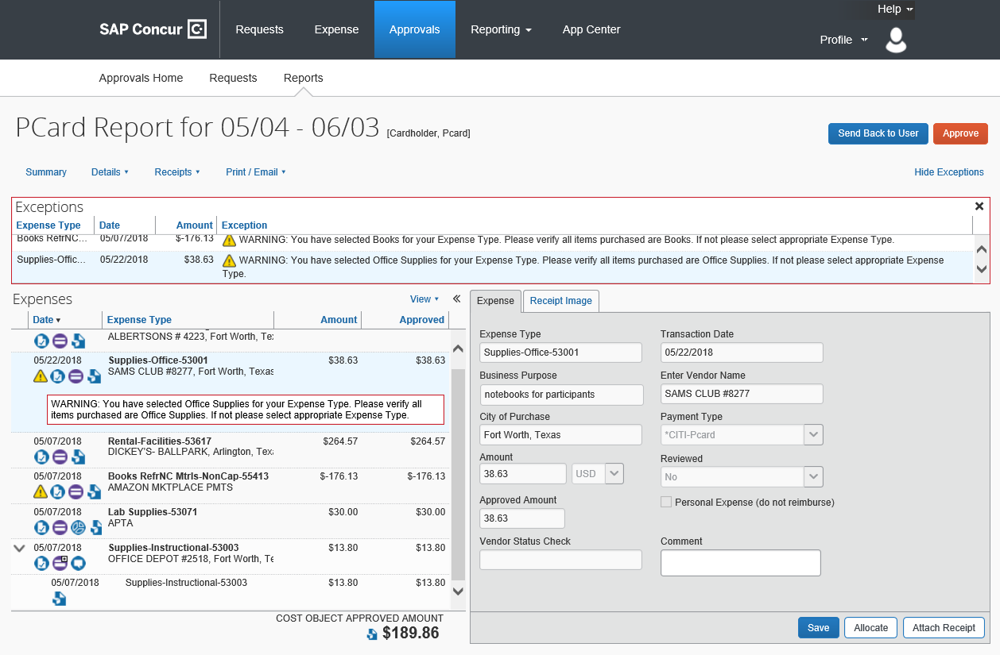 Help
SAP Concur
Requests
Expense
Approvals
Reporting
App Center
Profile
Approvals Home
Requests
Reports
PCard Report for 05/04 - 06/03 [Cardholder, Pcard]
Send Back to User
Approve
Summary
Details
Receipts
Print / Email
Hide Exceptions
Exceptions
Expense Type Date Amount Exception
Books RefrNC... 05/07/2018 $-176.13 WARNING: You have selected Books for your Expense Type. Please verify all items purchased are Books. If not please select appropriate Expense Type.
Supplies-Offic... 05/22/2018 $38.63 WARNING: You have selected Office Supplies for your Expense Type. Please verify all items purchased are Office Supplies. If not please select appropriate Expense
Type.
Expenses
View
Date Expense Type Amount Approved
ALBERTSONS # 4223, Fort Worth, Te
05/22/2018 Supplies-Office-53001 $38.63 $38.63
SAMS CLUB #8277, Fort Worth, Texas
WARNING: You have selected Office Supplies for your Expense Type. Please verify all
items purchased are Office Supplies. If not please select appropriate Expense Type.
05/07/2018 Rental-Facilities-53617 $264.57 $264.57
DICKEY'S- BALLPARK, Arlington, Tex
05/07/2018 Books RefrNC Mtrls-NonCap-55413 $-176.13 $-176.13
AMAZON MKTPLACE PMTS
05/07/2018 Lab Supplies-53071 $30.00 $30.00
APTA
05/07/2018 Supplies-Instructional-53003 $13.80 $13.80
OFFICE DEPOT #2518, Fort Worth, Te
05/07/2018 Supplies-Instructional-53003 $13.80 $13.80
COST OBJECT APPROVED AMOUNT
$189.86
Expense
Receipt Image
Expense Type
Supplies-Office-53001
Transaction Date
05/22/2018
Business Purpose
notebooks for participants
Enter Vendor Name
SAMS CLUB #8277
City of Purchase
Fort Worth, Texas
Payment Type
*CITI-Pcard
Amount
38.63 USD
Reviewed
No
Approved Amount
38.63
Personal Expense (do not reimburse)
Vendor Status Check
Comment
Save
Allocate
Attach Receipt